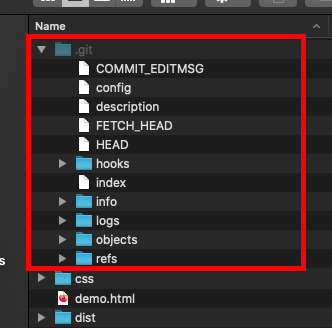 Name
.git
COMMIT_EDITMSG
config
description
FETCH_HEAD
HEAD
hooks
index
info
logs
objects
refs
css
demo.html
dist